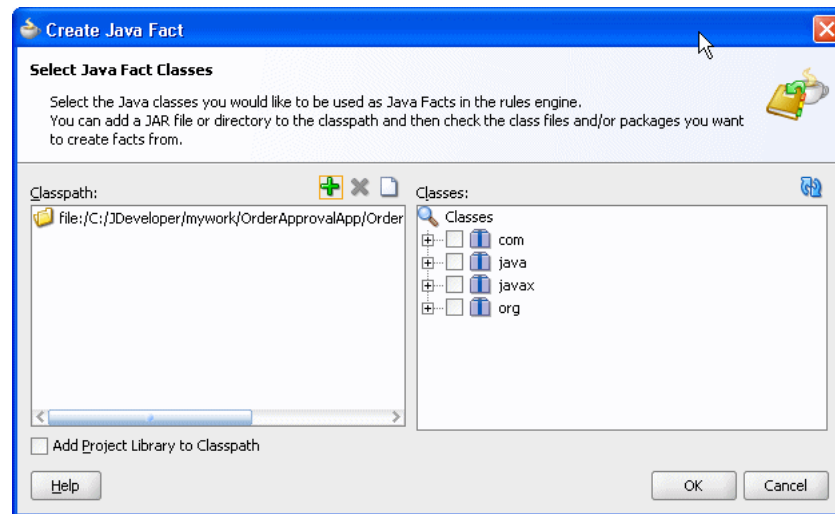 Create Java Fact
Select Java Fact Classes
Select the Java classes you would like to be used as Java Facts in the rules engine.
You can add a JAR file or directory to the classpath and then check the class files and/or packages you want
to create facts from.
Classpath:
Classes:
file:/C:/JDeveloper/mywork/OrderApprovalApp/Order
Classes
com
java
javax
org
Add Project Library to Classpath
Help
OK
Cancel